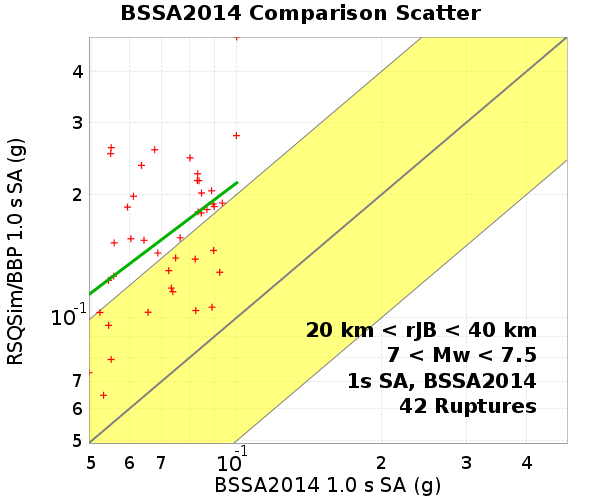 BSSA2014 Comparison Scatter
RSQSim/BBP 1.0 s SA (g)
4
3
2
10-1
7
6
5
20 km < rJB < 40 km
7 < Mw < 7.5
1s SA, BSSA2014
42 Ruptures
5 6 7 10-1 2 3 4
BSSA2014 1.0 s SA (g)